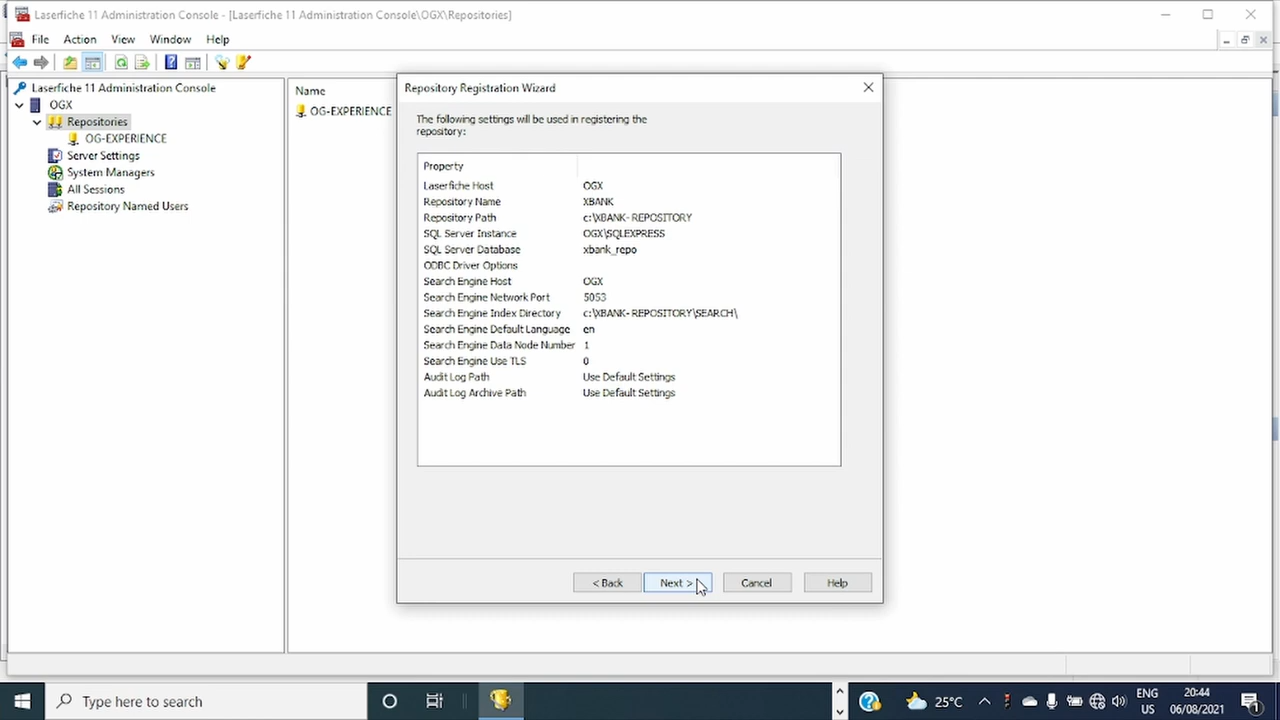 Laserfiche 11 Administration Console - [Laserfiche 11 Administration Console\OGX\Repositories]
File Action View Window Help
Laserfiche 11 Administration Console
OGX
Repositories
OG-EXPERIENCE
Server Settings
System Managers
All Sessions
Repository Named Users
Name
OG-EXPERIENCE
Repository Registration Wizard
The following settings will be used in registering the
repository:
Property
Laserfiche Host OGX
Repository Name XBANK
Repository Path c:\XBANK- REPOSITORY
SQL Server Instance OGX\SQLEXPRESS
SQL Server Database xbank_repo
ODBC Driver Options
Search Engine Host OGX
Search Engine Network Port 5053
Search Engine Index Directory c:\XBANK- REPOSITORY\SEARCH\
Search Engine Default Language en
Search Engine Data Node Number 1
Search Engine Use TLS 0
Audit Log Path Use Default Settings
Audit Log Archive Path Use Default Settings
< Back Next > Cancel Help
Type here to search
25°C
ENG
US
20:44
06/08/2021
1